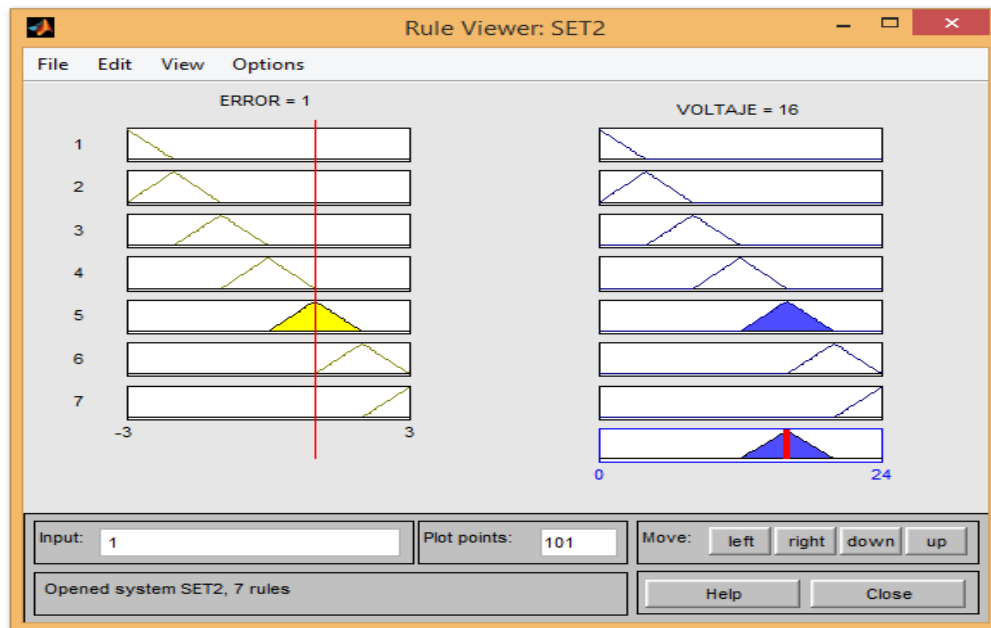 Rule Viewer: SET2
File Edit View Options
ERROR = 1
VOLTAJE = 16
1
2
3
4
5
6
7
-3 3
0 24
Input: 1
Plot points: 101
Move: left right down up
Opened system SET2, 7 rules
Help Close